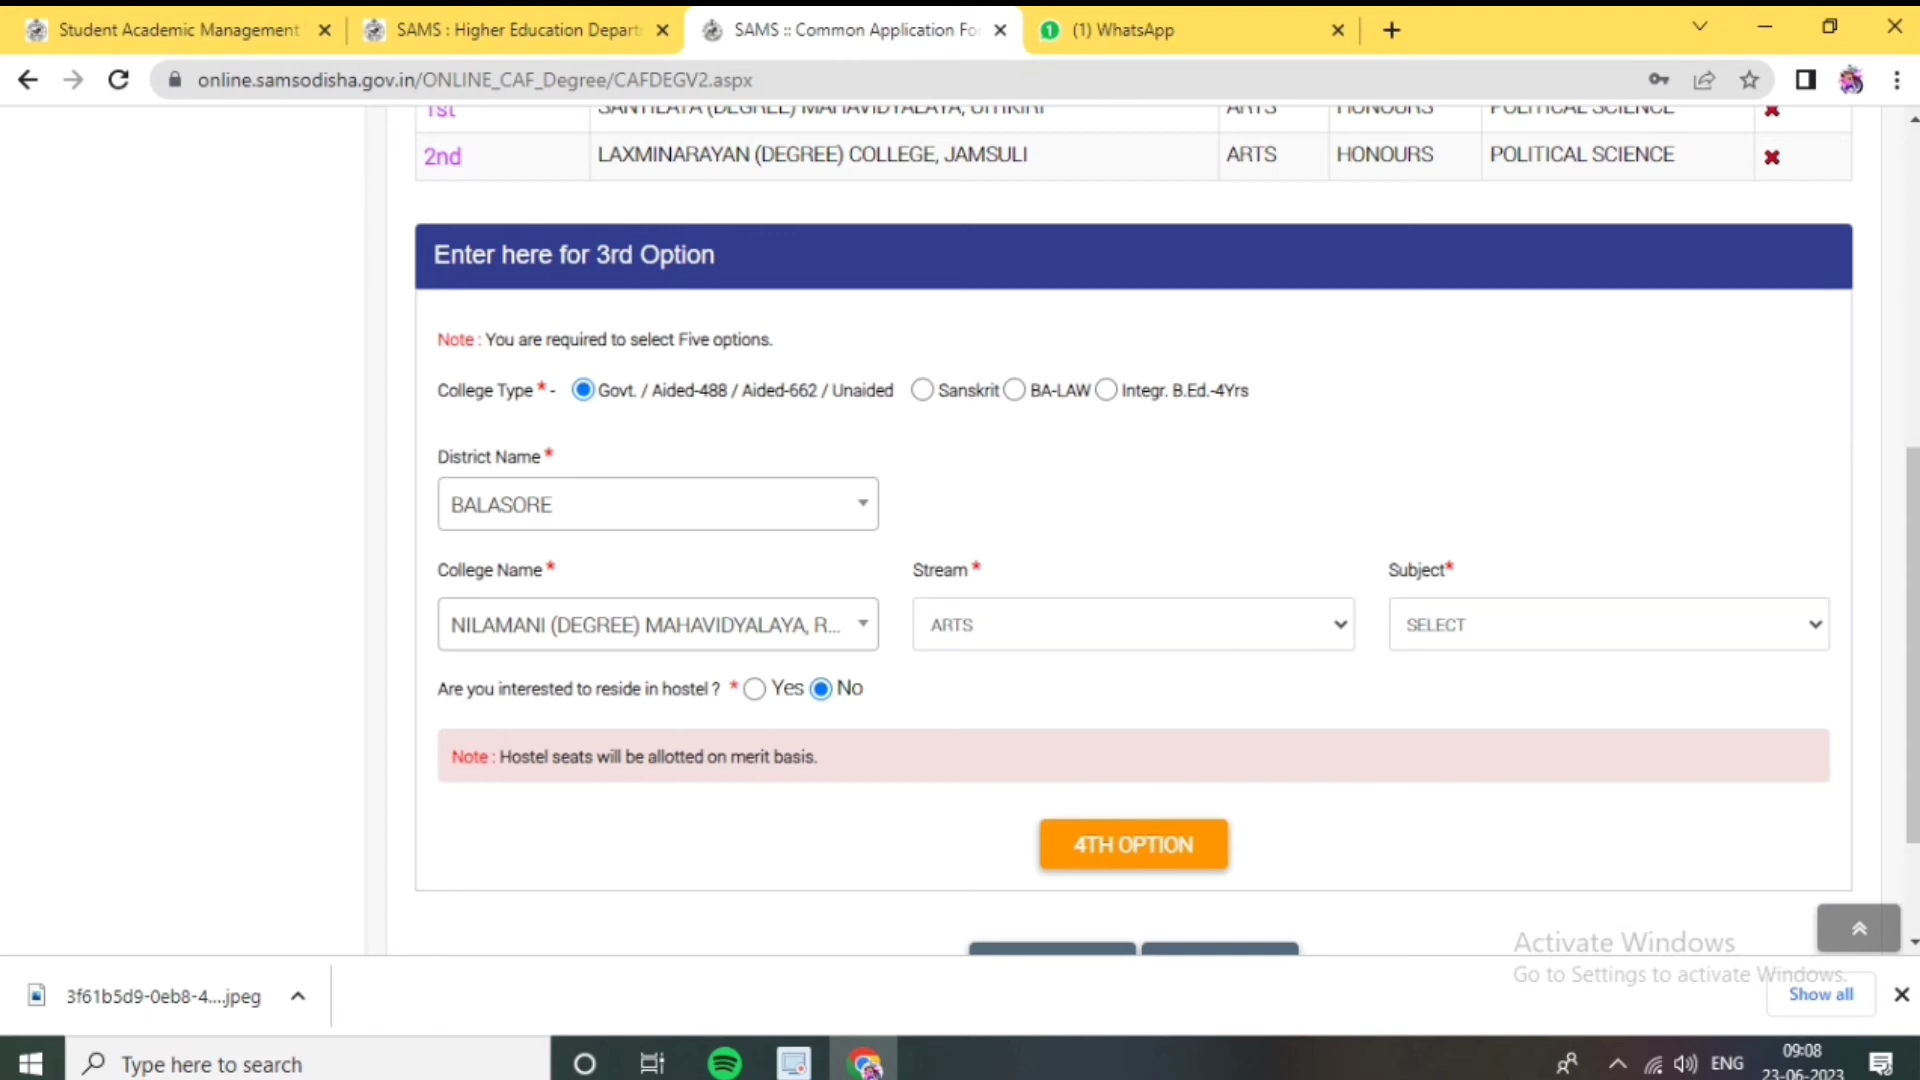 Student Academic Management
SAMS : Higher Education Depart
SAMS :: Common Application Fo
1 (1) WhatsApp
online.samsodisha.gov.in/ONLINE_CAF_Degree/CAFDEGV2.aspx
1st ARTS HONOURS POLITICAL SCIENCE
2nd LAXMINARAYAN (DEGREE) COLLEGE, JAMSULI ARTS HONOURS POLITICAL SCIENCE
Enter here for 3rd Option
Note : You are required to select Five options.
College Type * - Govt. / Aided-488 / Aided-662 / Unaided Sanskrit BA-LAW Integr. B.Ed.-4Yrs
District Name *
BALASORE
College Name * Stream * Subject*
NILAMANI (DEGREE) MAHAVIDYALAYA, R... ARTS SELECT
Are you interested to reside in hostel ? * Yes No
Note : Hostel seats will be allotted on merit basis.
4TH OPTION
Activate Windows
Go to Settings to activate Windows.
3f61b5d9-0eb8-4....jpeg
Show all
Type here to search
ENG
09:08
23-06-2023